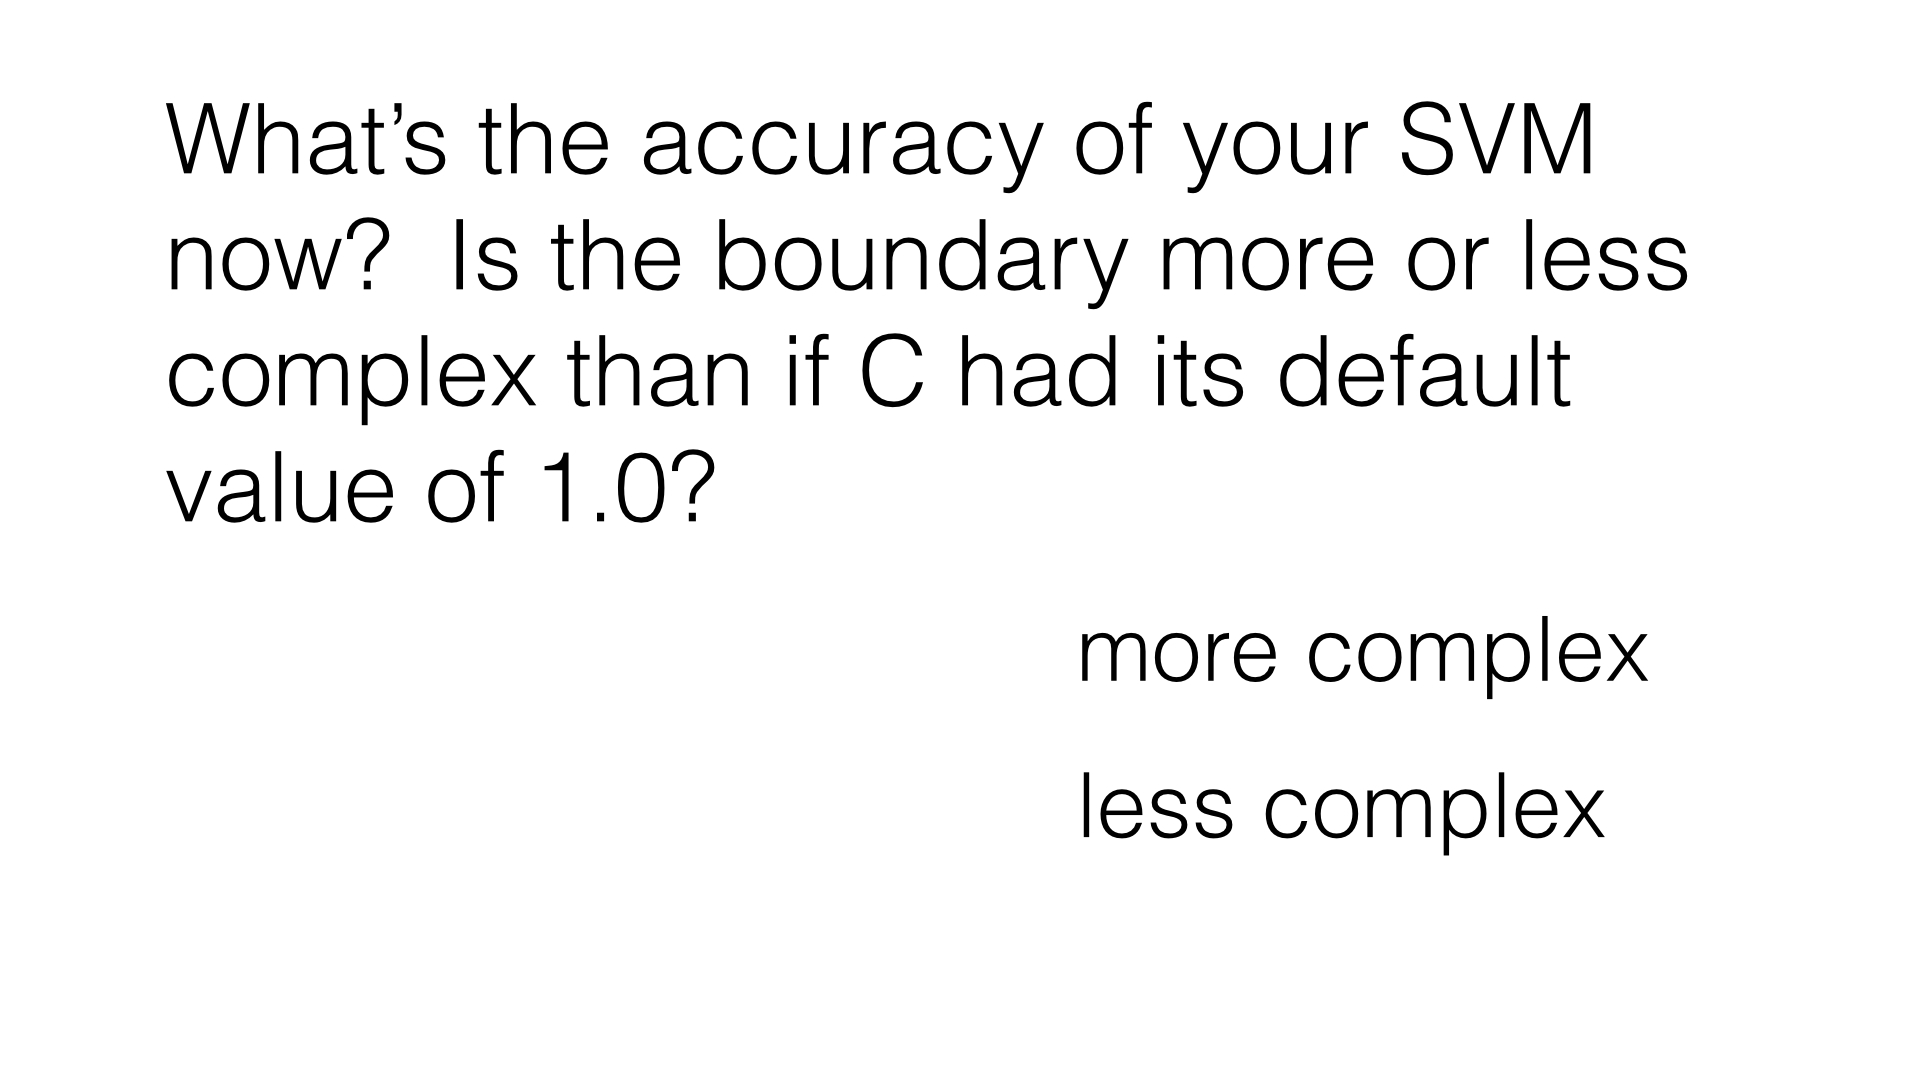 What’s the accuracy of your SVM
now?  Is the boundary more or less
complex than if C had its default
value of 1.0?
more complex
less complex